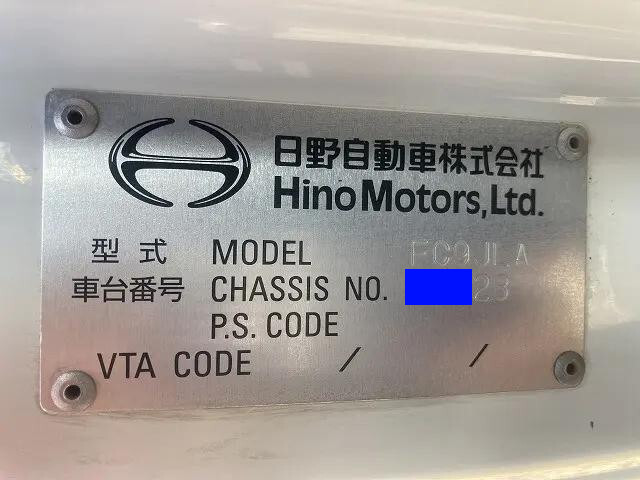 日野自動車株式会社
Hino Motors, Ltd.
型式 MODEL FC9JLA
車台番号 CHASSIS NO. 23
P.S. CODE
VTA CODE / /